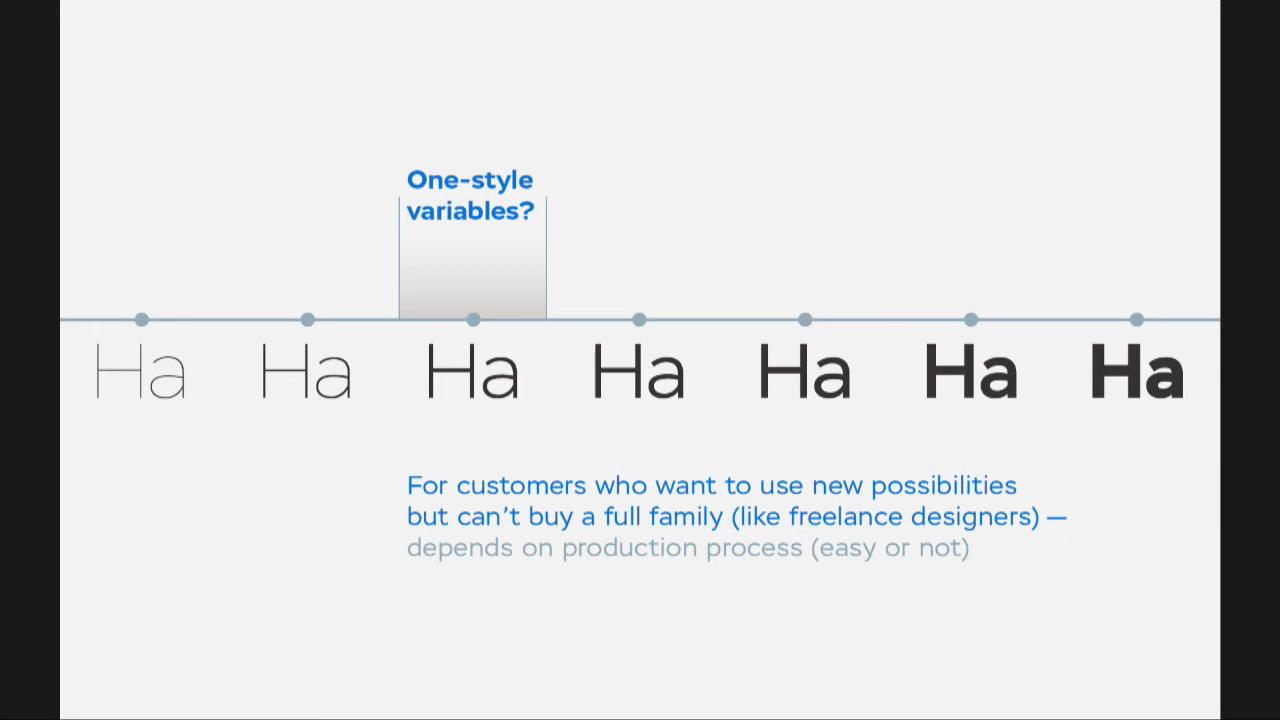 One-style
variables?
Ha Ha Ha Ha Ha Ha Ha
For customers who want to use new possibilities
but can’t buy a full family (like freelance designers) —
depends on production process (easy or not)